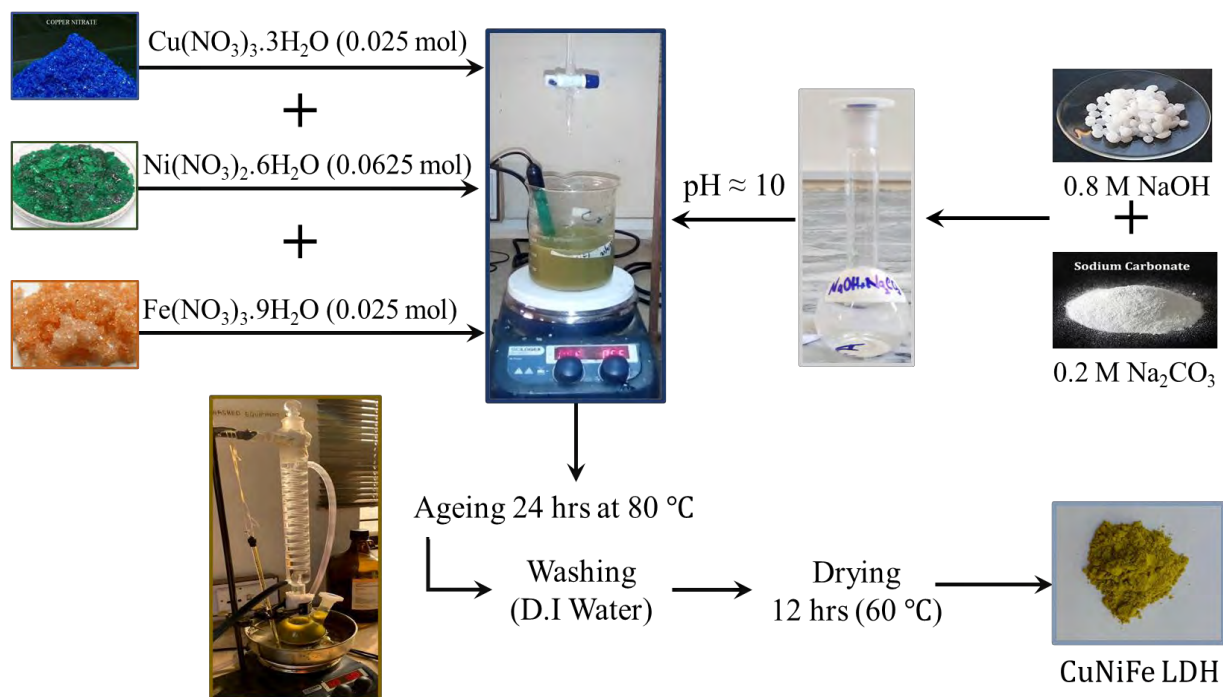 COPPER NITRATE
Cu(NO₃)₃.3H₂O (0.025 mol)
+
Ni(NO₃)₂.6H₂O (0.0625 mol)
+
Fe(NO₃)₃.9H₂O (0.025 mol)
pH ≈ 10
NaOH+Na₂CO₃
A
0.8 M NaOH
+
Sodium Carbonate
0.2 M Na₂CO₃
Ageing 24 hrs at 80 °C
Washing
(D.I Water)
Drying
12 hrs (60 °C)
CuNiFe LDH